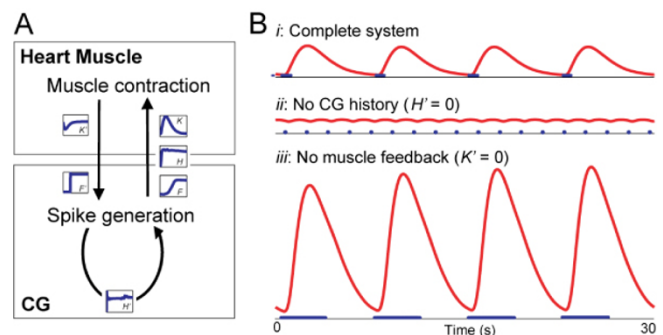 A
Heart Muscle
Muscle contraction
K'
K
H
F'
F
Spike generation
H'
CG
B
i: Complete system
ii: No CG history (H' = 0)
iii: No muscle feedback (K' = 0)
0
Time (s)
30